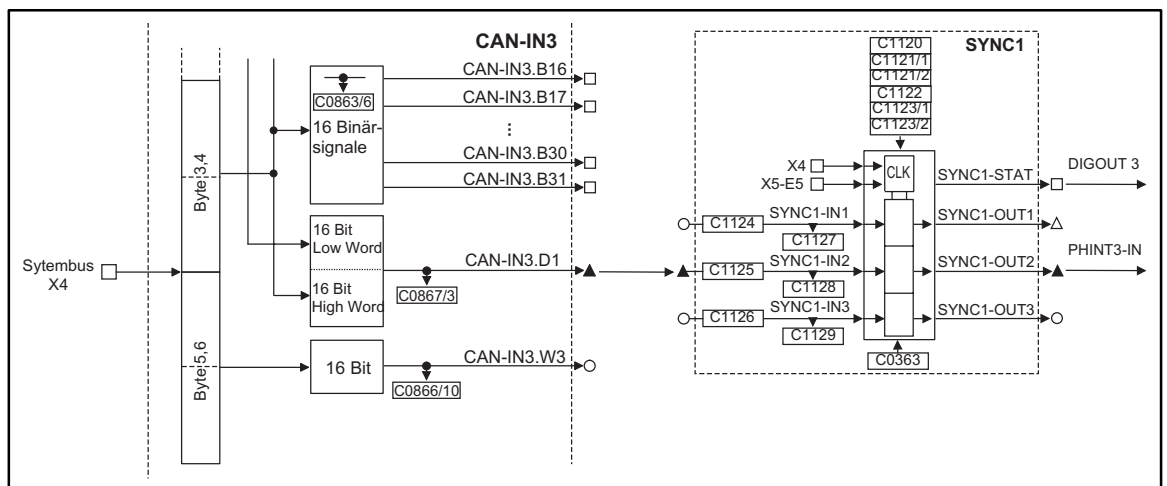 CAN-IN3
CAN-IN3.B16
C0863/6
CAN-IN3.B17
16 Binär-
signale
...
CAN-IN3.B30
CAN-IN3.B31
Byte 3,4
16 Bit
Low Word
CAN-IN3.D1
16 Bit
High Word
C0867/3
Sytembus
X4
Byte 5,6
16 Bit
CAN-IN3.W3
C0866/10
SYNC1
C1120
C1121/1
C1121/2
C1122
C1123/1
C1123/2
X4
X5-E5
CLK
SYNC1-STAT
DIGOUT 3
C1124
SYNC1-IN1
C1127
SYNC1-OUT1
C1125
SYNC1-IN2
C1128
SYNC1-OUT2
PHINT3-IN
C1126
SYNC1-IN3
C1129
SYNC1-OUT3
C0363